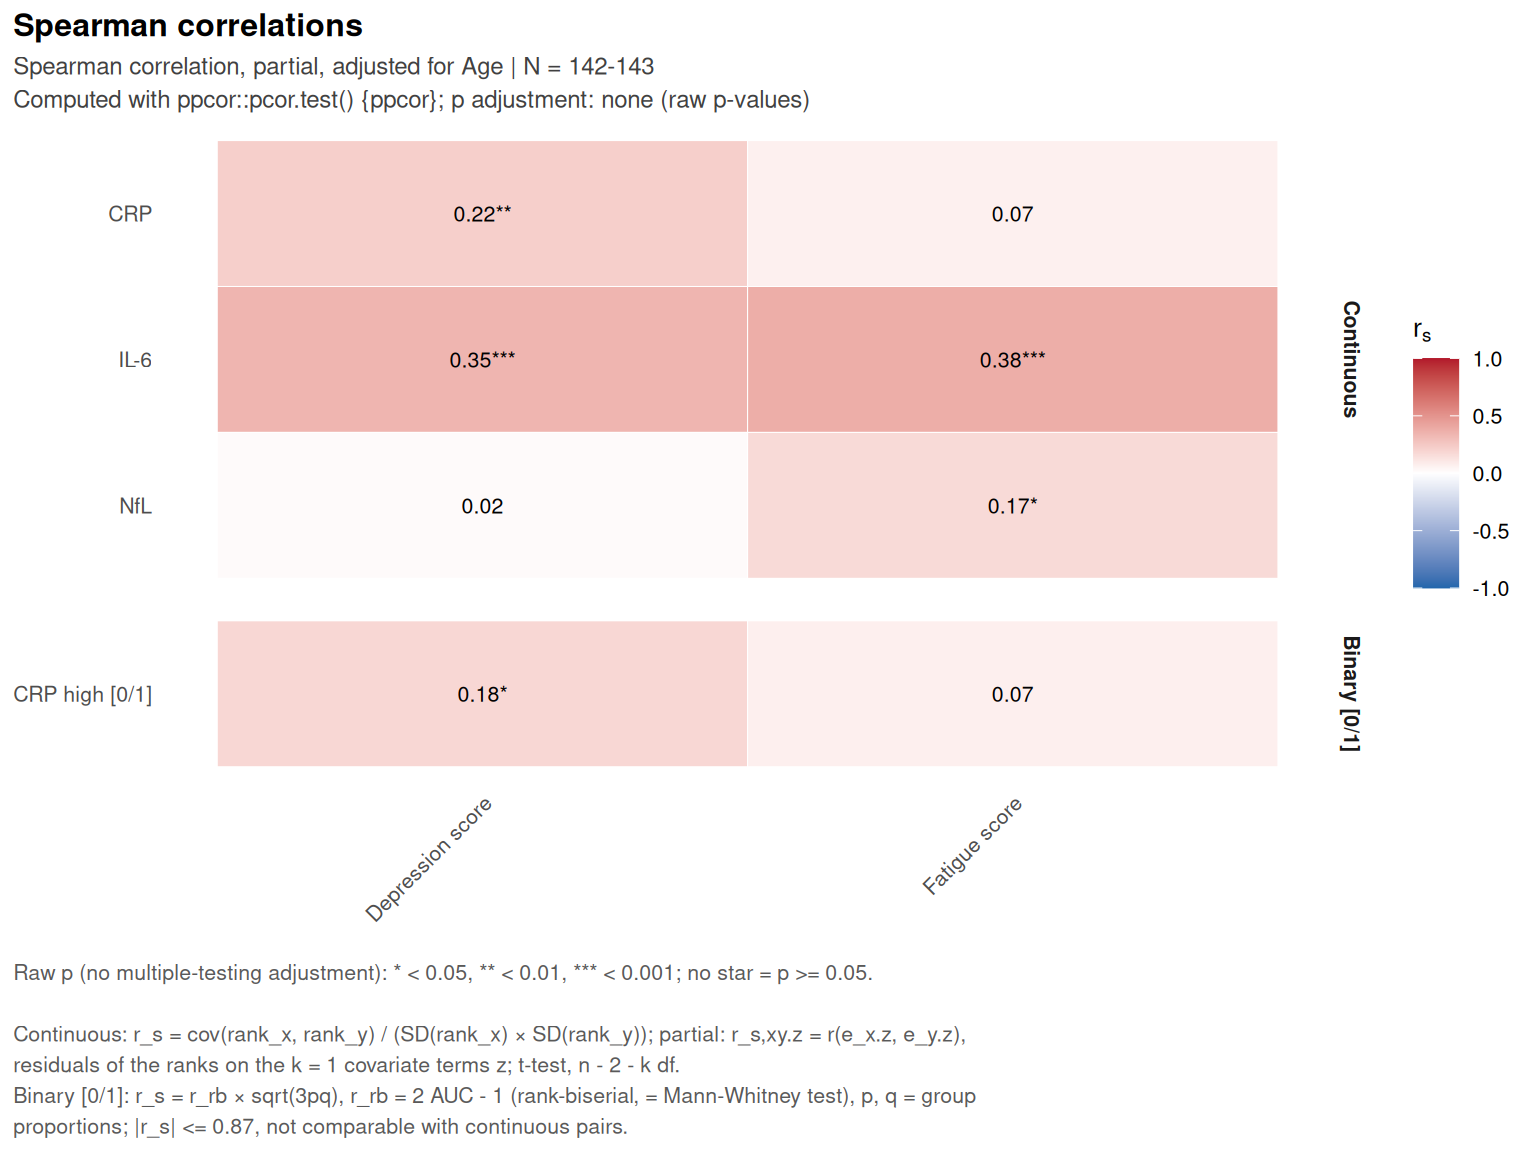 Spearman correlations
Spearman correlation, partial, adjusted for Age | N = 142-143
Computed with ppcor::pcor.test() {ppcor}; p adjustment: none (raw p-values)
CRP
0.22**
0.07
IL-6
0.35***
0.38***
NfL
0.02
0.17*
Continuous
CRP high [0/1]
0.18*
0.07
Binary [0/1]
Depression score
Fatigue score
r_s
1.0
0.5
0.0
-0.5
-1.0
Raw p (no multiple-testing adjustment): * < 0.05, ** < 0.01, *** < 0.001; no star = p >= 0.05.
Continuous: r_s = cov(rank_x, rank_y) / (SD(rank_x) × SD(rank_y)); partial: r_s,xy.z = r(e_x.z, e_y.z),
residuals of the ranks on the k = 1 covariate terms z; t-test, n - 2 - k df.
Binary [0/1]: r_s = r_rb × sqrt(3pq), r_rb = 2 AUC - 1 (rank-biserial, = Mann-Whitney test), p, q = group
proportions; |r_s| <= 0.87, not comparable with continuous pairs.